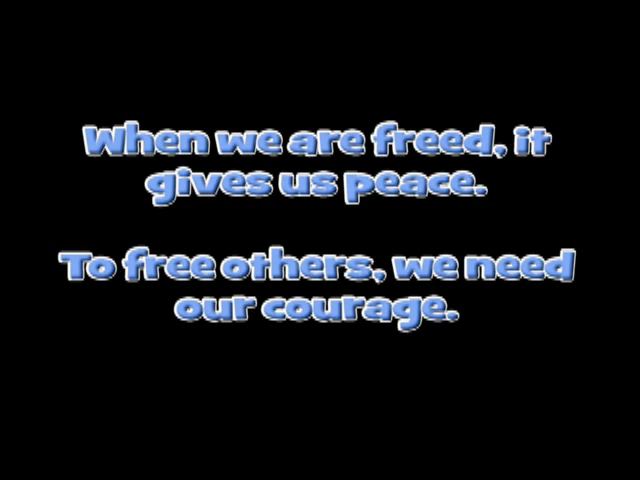 When we are freed, it
gives us peace.
To free others, we need
our courage.